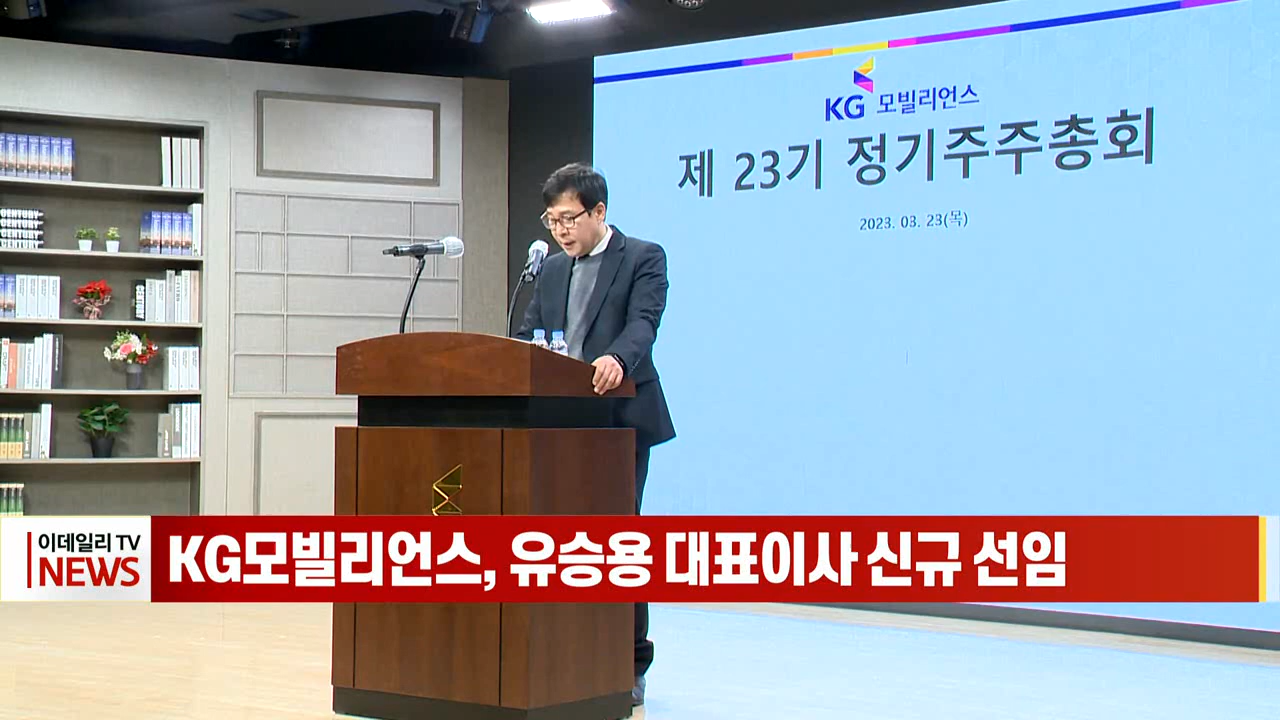 KG 모빌리언스
제 23기 정기주주총회
2023. 03. 23(목)
이데일리 TV
NEWS
KG모빌리언스, 유승용 대표이사 신규 선임